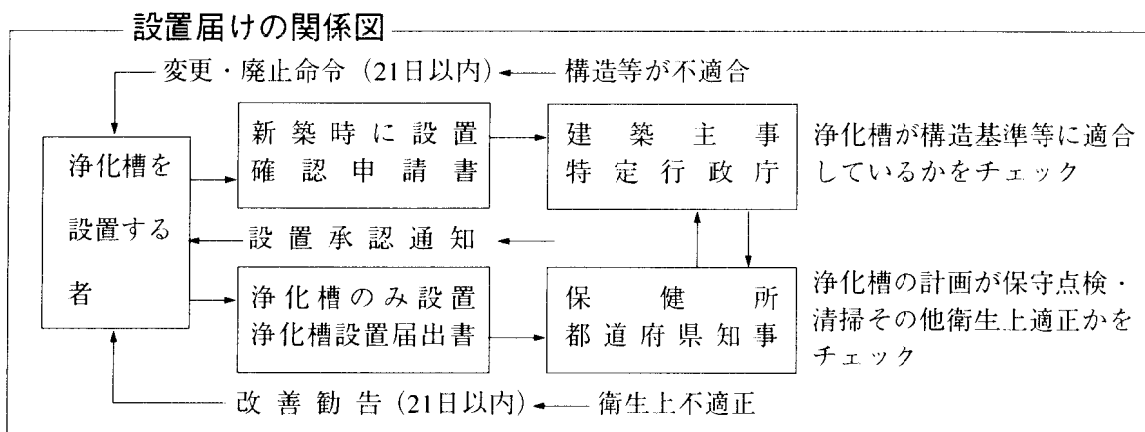 設置届けの関係図
変更・廃止命令(21日以内)
構造等が不適合
浄化槽を
設置する
者
新築時に設置
確認申請書
建築主事
特定行政庁
浄化槽が構造基準等に適合
しているかをチェック
設置承認通知
浄化槽のみ設置
浄化槽設置届出書
保健所
都道府県知事
浄化槽の計画が保守点検・
清掃その他衛生上適正かを
チェック
改善勧告(21日以内)
衛生上不適正